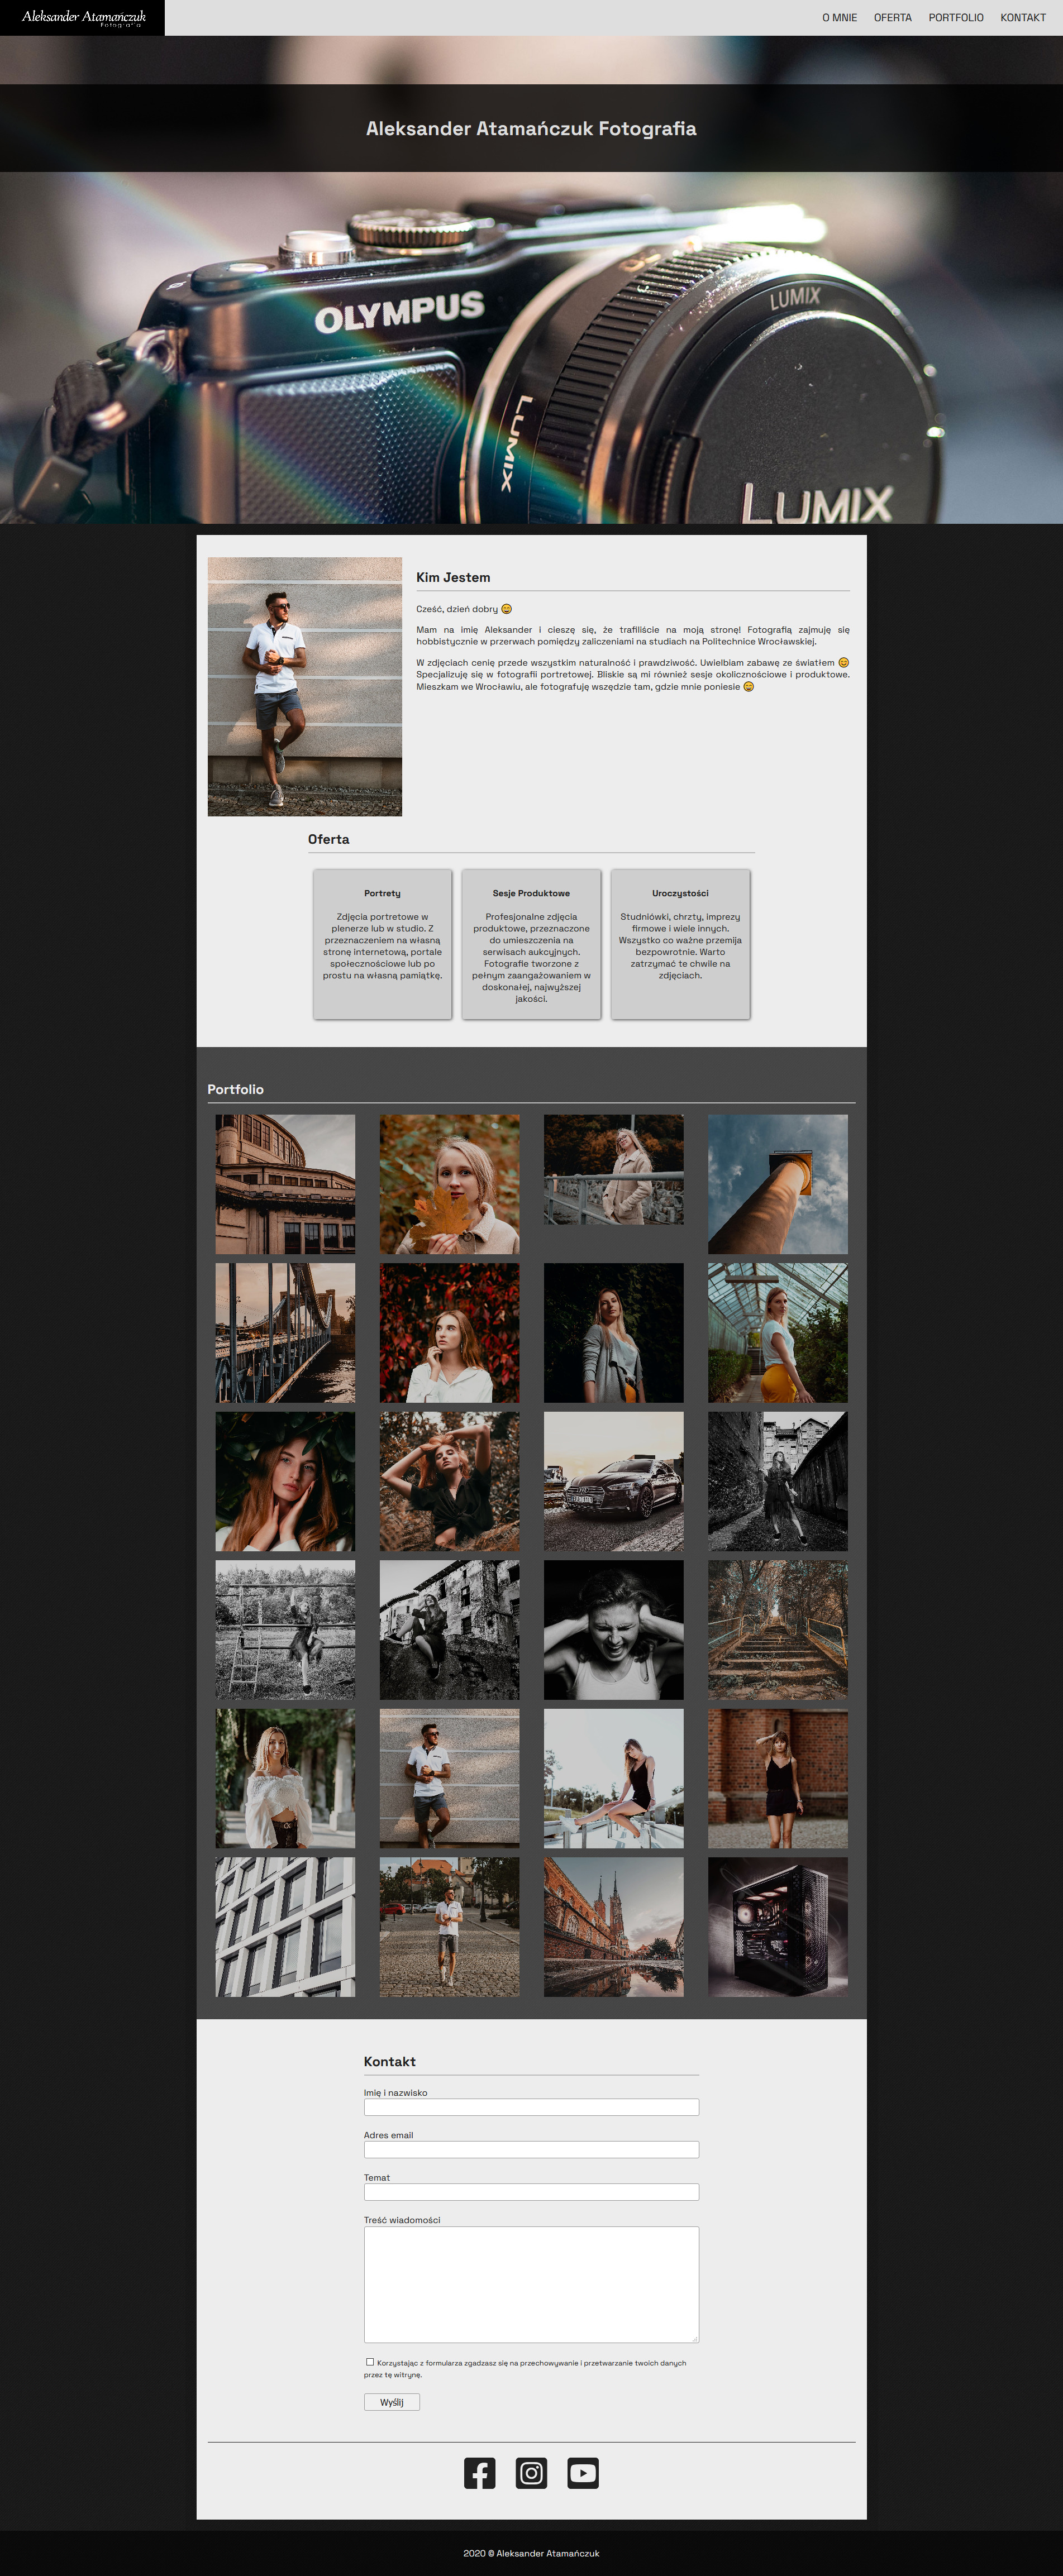 Aleksander Atamańczuk
Fotografia
O MNIE OFERTA PORTFOLIO KONTAKT
Aleksander Atamańczuk Fotografia
OLYMPUS
LUMIX
LUMIX
LUMIX
Kim Jestem
Cześć, dzień dobry 😄
Mam na imię Aleksander i cieszę się, że trafiliście na moją stronę! Fotografią zajmuję się
hobbistycznie w przerwach pomiędzy zaliczeniami na studiach na Politechnice Wrocławskiej.
W zdjęciach cenię przede wszystkim naturalność i prawdziwość. Uwielbiam zabawę ze światłem 😊
Specjalizuję się w fotografii portretowej. Bliskie są mi również sesje okolicznościowe i produktowe.
Mieszkam we Wrocławiu, ale fotografuję wszędzie tam, gdzie mnie poniesie 😄
Oferta
Portrety
Zdjęcia portretowe w
plenerze lub w studio. Z
przeznaczeniem na własną
stronę internetową, portale
społecznościowe lub po
prostu na własną pamiątkę.
Sesje Produktowe
Profesjonalne zdjęcia
produktowe, przeznaczone
do umieszczenia na
serwisach aukcyjnych.
Fotografie tworzone z
pełnym zaangażowaniem w
doskonałej, najwyższej
jakości.
Uroczystości
Studniówki, chrzty, imprezy
firmowe i wiele innych.
Wszystko co ważne przemija
bezpowrotnie. Warto
zatrzymać te chwile na
zdjęciach.
Portfolio
Kontakt
Imię i nazwisko
Adres email
Temat
Treść wiadomości
Korzystając z formularza zgadzasz się na przechowywanie i przetwarzanie twoich danych
przez tę witrynę.
Wyślij
2020 © Aleksander Atamańczuk